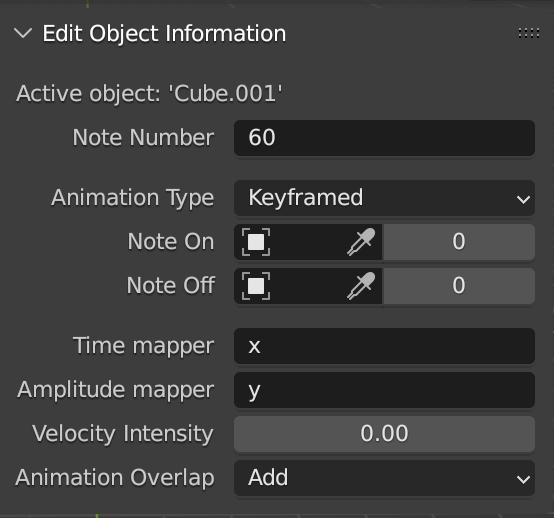 Edit Object Information
Active object: 'Cube.001'
Note Number 60
Animation Type Keyframed
Note On 0
Note Off 0
Time mapper x
Amplitude mapper y
Velocity Intensity 0.00
Animation Overlap Add